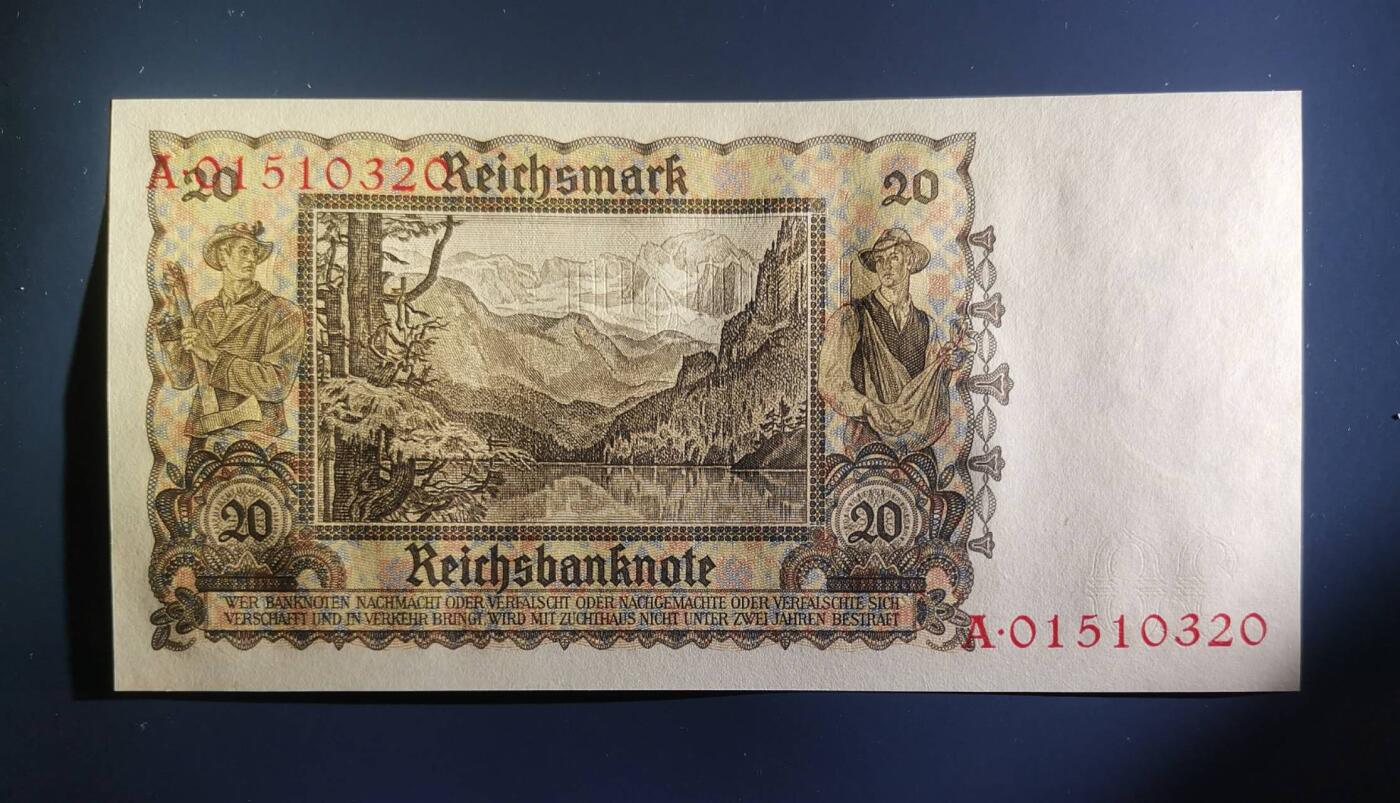 A·01510320
20 Reichsmark 20
20 20
Reichsbanknote
WER BANKNOTEN NACHMACHT ODER VERFÄLSCHT ODER NACHGEMACHTE ODER VERFÄLSCHTE SICH
VERSCHAFFT UND IN VERKEHR BRINGT, WIRD MIT ZUCHTHAUS NICHT UNTER ZWEI JAHREN BESTRAFT
A·01510320